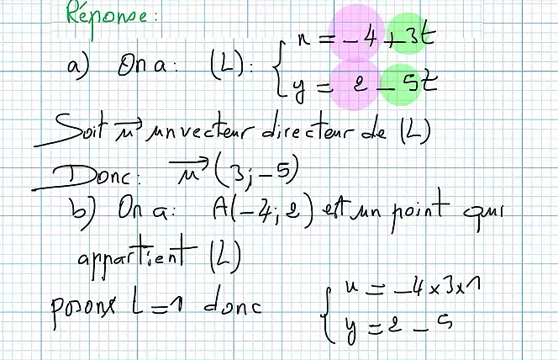 Réponse:
x = -4 + 3t
a) On a: (L): {
y = 2 - 5t
Soit u⃗ un vecteur directeur de (L)
Donc: u⃗ (3; -5)
b) On a: A(-4; 2) est un point qui
appartient (L)
posons t = 1 donc { x = -4 x 3 x 1
y = 2 - 5